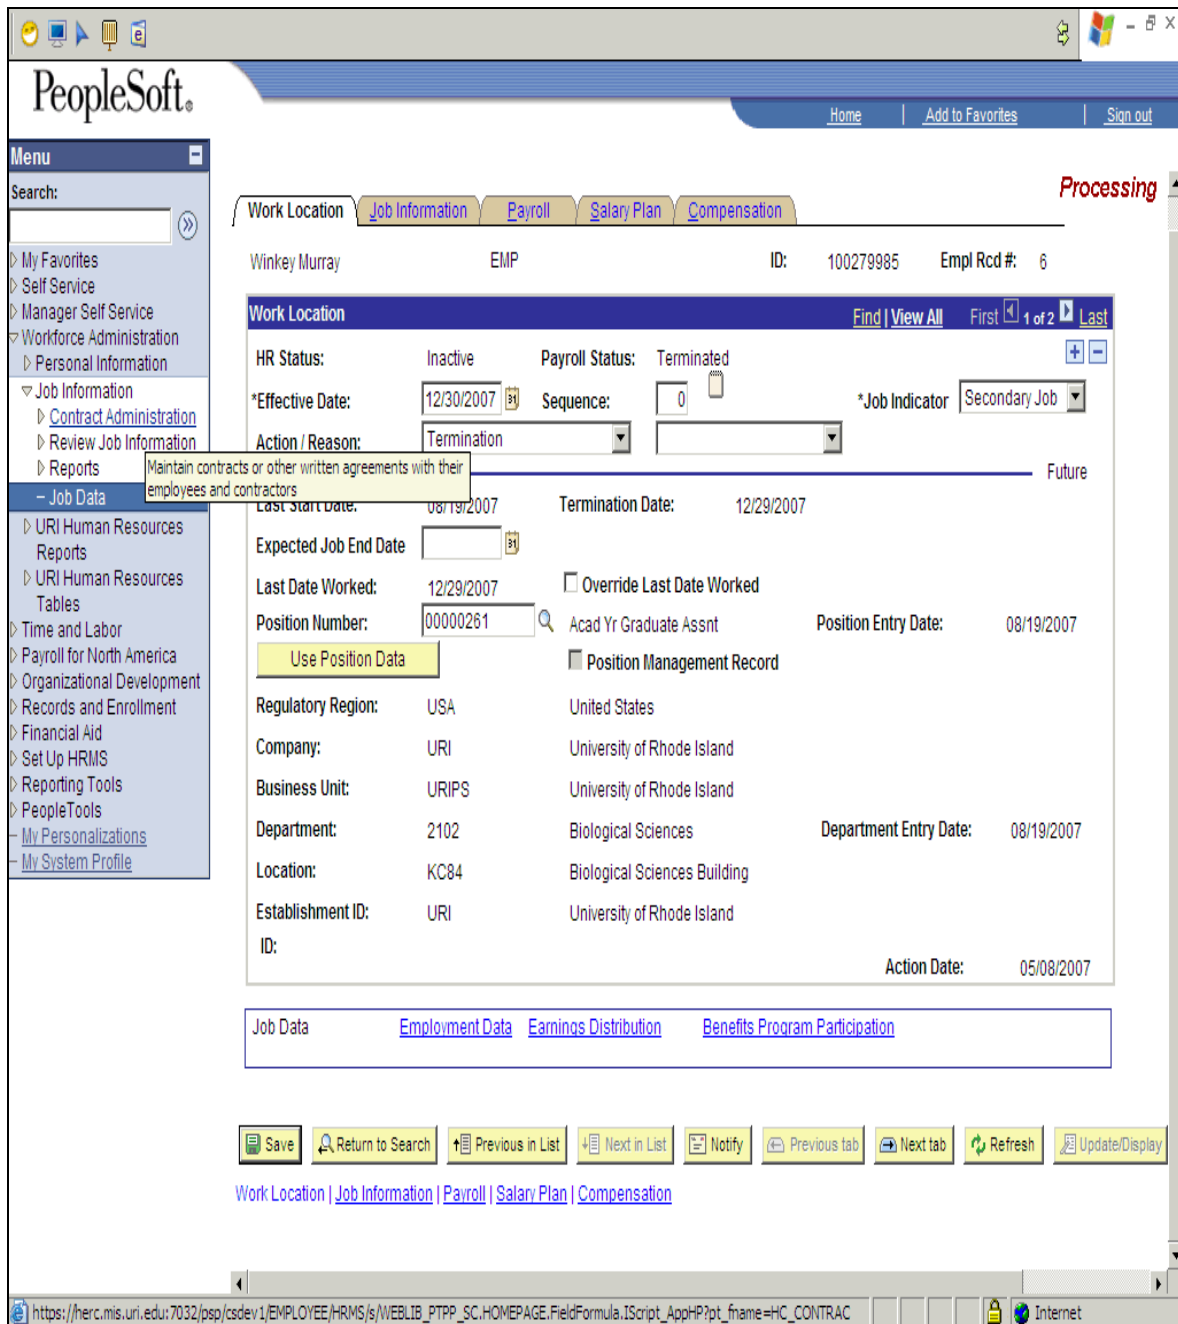 PeopleSoft®
Home | Add to Favorites | Sign out
Menu
Search:
My Favorites
Self Service
Manager Self Service
Workforce Administration
Personal Information
Job Information
Contract Administration
Review Job Information
Reports
Job Data
URI Human Resources
Reports
URI Human Resources
Tables
Time and Labor
Payroll for North America
Organizational Development
Records and Enrollment
Financial Aid
Set Up HRMS
Reporting Tools
PeopleTools
My Personalizations
My System Profile
Maintain contracts or other written agreements with their
employees and contractors
Processing
Work Location Job Information Payroll Salary Plan Compensation
Winkey Murray EMP ID: 100279985 Empl Rcd #: 6
Work Location Find | View All First 1 of 2 Last
HR Status: Inactive Payroll Status: Terminated
*Effective Date: 12/30/2007 31 Sequence: 0 *Job Indicator Secondary Job
Action / Reason: Termination
Future
Last Start Date: 08/19/2007 Termination Date: 12/29/2007
Expected Job End Date 31
Last Date Worked: 12/29/2007 Override Last Date Worked
Position Number: 00000261 Acad Yr Graduate Assnt Position Entry Date: 08/19/2007
Use Position Data Position Management Record
Regulatory Region: USA United States
Company: URI University of Rhode Island
Business Unit: URIPS University of Rhode Island
Department: 2102 Biological Sciences Department Entry Date: 08/19/2007
Location: KC84 Biological Sciences Building
Establishment ID: URI University of Rhode Island
ID:
Action Date: 05/08/2007
Job Data Employment Data Earnings Distribution Benefits Program Participation
Save Return to Search Previous in List Next in List Notify Previous tab Next tab Refresh Update/Display
Work Location | Job Information | Payroll | Salary Plan | Compensation
https://herc.mis.uri.edu:7032/psp/csdev1/EMPLOYEE/HRMS/s/WEBLIB_PTPP_SC.HOMEPAGE.FieldFormula.IScript_AppHP?pt_fname=HC_CONTRAC Internet